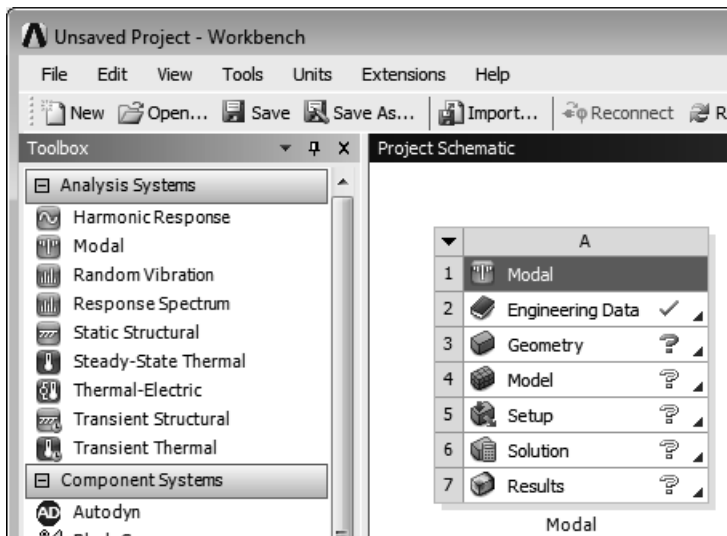 Unsaved Project - Workbench
File Edit View Tools Units Extensions Help
New Open... Save Save As... Import... Reconnect R
Toolbox
Project Schematic
Analysis Systems
Harmonic Response
Modal
Random Vibration
Response Spectrum
Static Structural
Steady-State Thermal
Thermal-Electric
Transient Structural
Transient Thermal
Component Systems
AD Autodyn
A
1 Modal
2 Engineering Data
3 Geometry
4 Model
5 Setup
6 Solution
7 Results
Modal